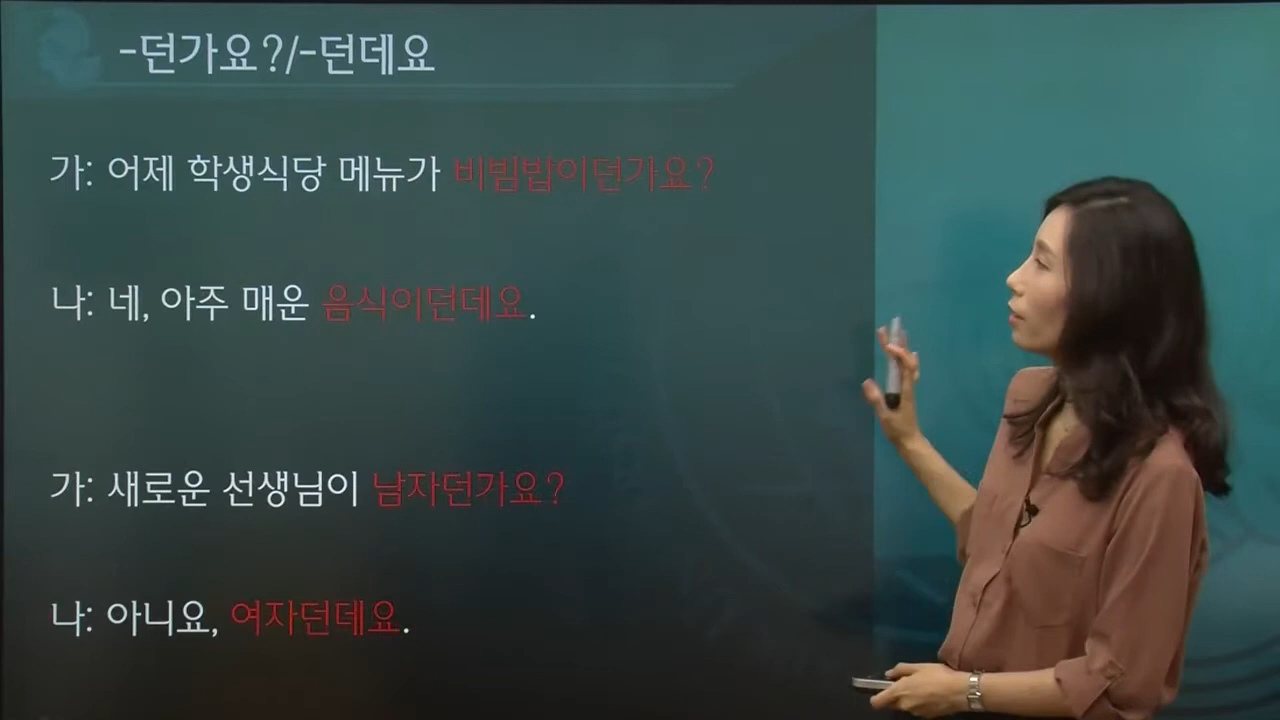 -던가요?/-던데요
가: 어제 학생식당 메뉴가 비빔밥이던가요?
나: 네, 아주 매운 음식이던데요.
가: 새로운 선생님이 남자던가요?
나: 아니요, 여자던데요.